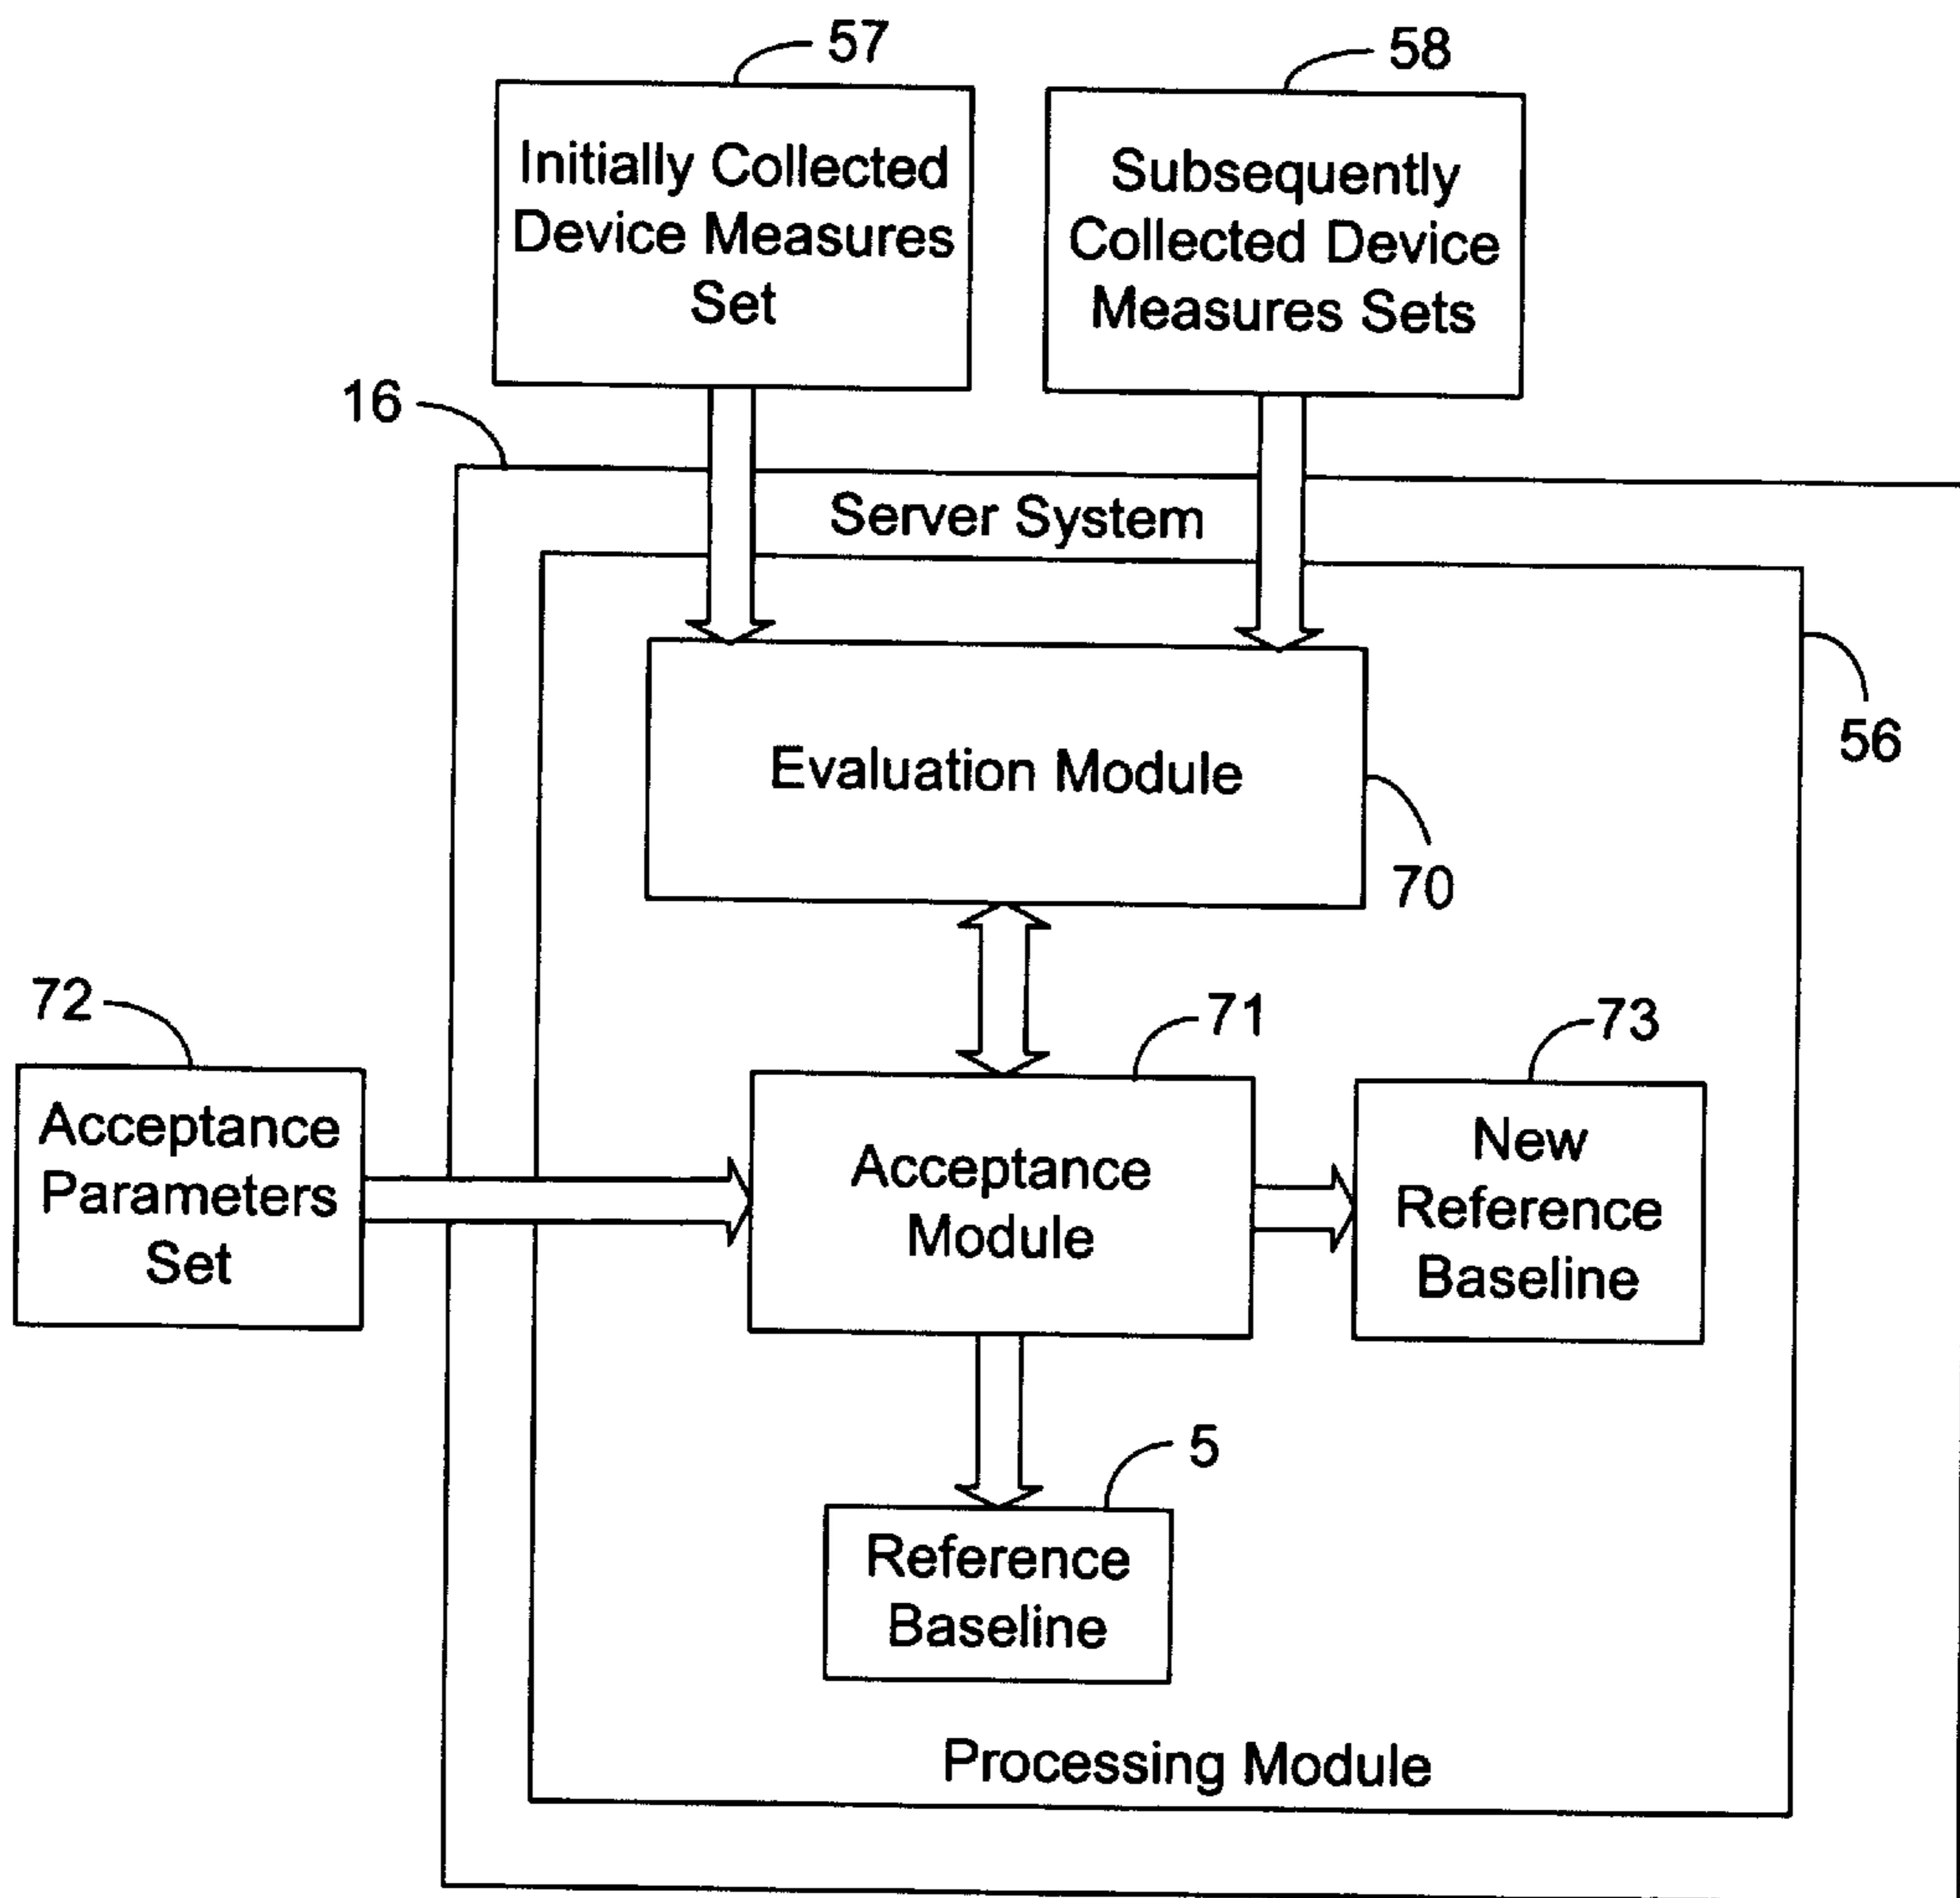 57
58
Initially Collected
Device Measures
Set
Subsequently
Collected Device
Measures Sets
16
Server System
56
Evaluation Module
70
72
71
73
Acceptance
Parameters
Set
Acceptance
Module
New
Reference
Baseline
5
Reference
Baseline
Processing Module